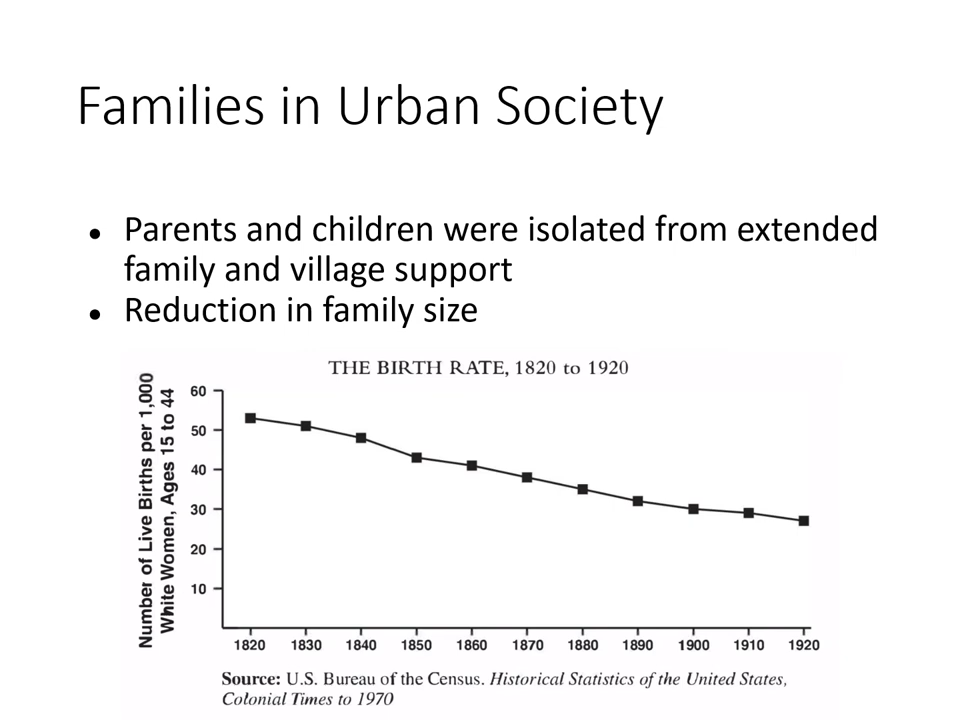 Families in Urban Society
● Parents and children were isolated from extended
family and village support
● Reduction in family size
THE BIRTH RATE, 1820 to 1920
Number of Live Births per 1,000
White Women, Ages 15 to 44
60
50
40
30
20
10
1820 1830 1840 1850 1860 1870 1880 1890 1900 1910 1920
Source: U.S. Bureau of the Census. Historical Statistics of the United States,
Colonial Times to 1970